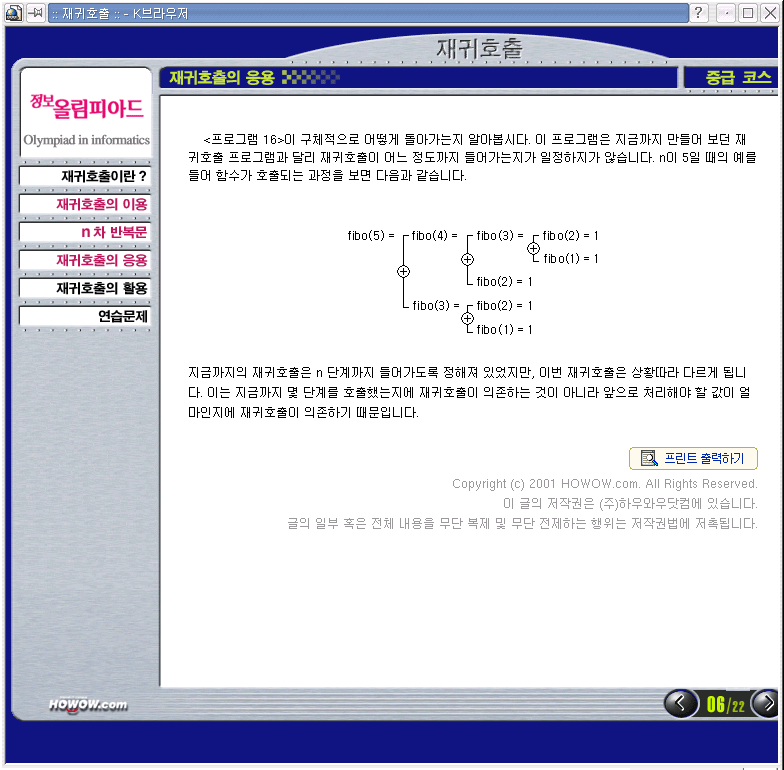 :: 재귀호출 :: - K브라우저
재귀호출
정보올림피아드
Olympiad in informatics
재귀호출의 응용
중급 코스
재귀호출이란 ?
재귀호출의 이용
n 차 반복문
재귀호출의 응용
재귀호출의 활용
연습문제
<프로그램 16>이 구체적으로 어떻게 돌아가는지 알아봅시다. 이 프로그램은 지금까지 만들어 보던 재
귀호출 프로그램과 달리 재귀호출이 어느 정도까지 들어가는지가 일정하지가 않습니다. n이 5일 때의 예를
들어 함수가 호출되는 과정을 보면 다음과 같습니다.
fibo(5) = fibo(4) = fibo(3) = fibo(2) = 1
fibo(1) = 1
fibo(2) = 1
fibo(3) = fibo(2) = 1
fibo(1) = 1
지금까지의 재귀호출은 n 단계까지 들어가도록 정해져 있었지만, 이번 재귀호출은 상황따라 다르게 됩니
다. 이는 지금까지 몇 단계를 호출했는지에 재귀호출이 의존하는 것이 아니라 앞으로 처리해야 할 값이 얼
마인지에 재귀호출이 의존하기 때문입니다.
프린트 출력하기
Copyright (c) 2001 HOWOW.com. All Rights Reserved.
이 글의 저작권은 (주)하우와우닷컴에 있습니다.
글의 일부 혹은 전체 내용을 무단 복제 및 무단 전제하는 행위는 저작권법에 저촉됩니다.
HOWOW.com
06/22